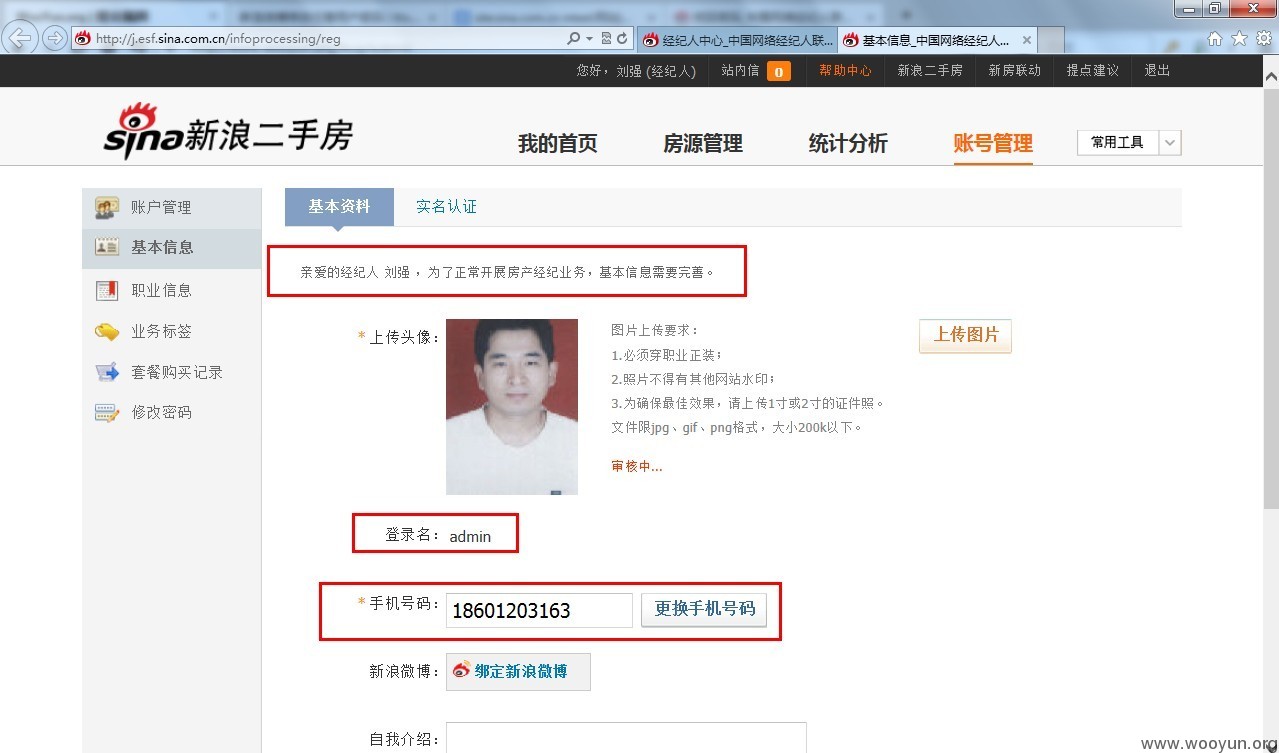 http://j.esf.sina.com.cn/infoprocessing/reg
经纪人中心_中国网络经纪人联...
基本信息_中国网络经纪人...
您好，刘强 (经纪人)
站内信 0
帮助中心
新浪二手房
新房联动
提点建议
退出
sina新浪二手房
我的首页
房源管理
统计分析
账号管理
常用工具
账户管理
基本信息
职业信息
业务标签
套餐购买记录
修改密码
基本资料
实名认证
亲爱的经纪人 刘强 ，为了正常开展房产经纪业务，基本信息需要完善。
*上传头像：
图片上传要求：
1.必须穿职业正装；
2.照片不得有其他网站水印；
3.为确保最佳效果，请上传1寸或2寸的证件照。
文件限jpg、gif、png格式，大小200k以下。
审核中...
上传图片
登录名： admin
*手机号码： 18601203163 更换手机号码
新浪微博： 绑定新浪微博
自我介绍：
www.wooyun.org